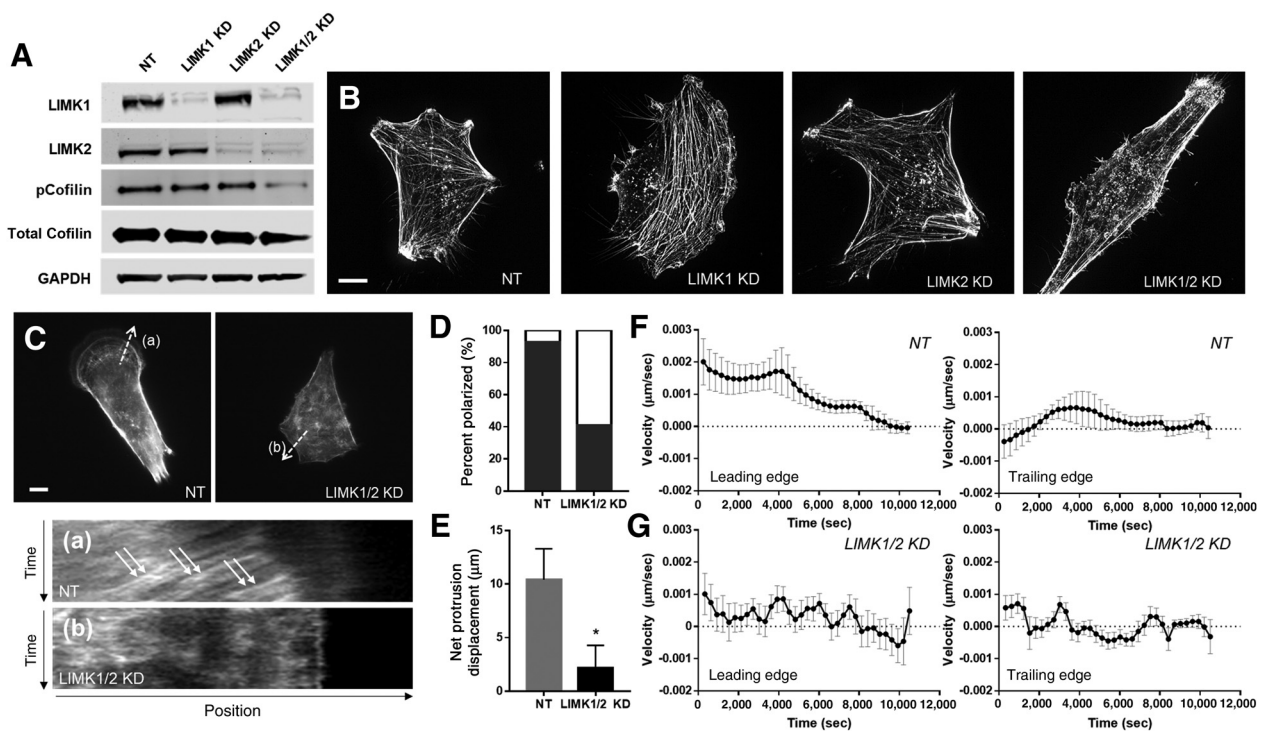 A
NT
LIMK1 KD
LIMK2 KD
LIMK1/2 KD
LIMK1
LIMK2
pCofilin
Total Cofilin
GAPDH
B
NT
LIMK1 KD
LIMK2 KD
LIMK1/2 KD
C
(a)
NT
(b)
LIMK1/2 KD
Time
(a)
NT
Time
(b)
LIMK1/2 KD
Position
D
Percent polarized (%)
100
80
60
40
20
0
NT LIMK1/2 KD
E
Net protrusion
displacement (μm)
15
10
5
0
*
NT LIMK1/2 KD
F
Velocity (μm/sec)
0.003
0.002
0.001
0.000
-0.001
-0.002
NT
Leading edge
0 2,000 4,000 6,000 8,000 10,000 12,000
Time (sec)
Velocity (μm/sec)
0.003
0.002
0.001
0.000
-0.001
-0.002
NT
Trailing edge
0 2,000 4,000 6,000 8,000 10,000 12,000
Time (sec)
G
Velocity (μm/sec)
0.003
0.002
0.001
0
-0.001
-0.002
LIMK1/2 KD
Leading edge
0 2,000 4,000 6,000 8,000 10,000 12,000
Time (sec)
Velocity (μm/sec)
0.003
0.002
0.001
0
-0.001
-0.002
LIMK1/2 KD
Trailing edge
0 2,000 4,000 6,000 8,000 10,000 12,000
Time (sec)